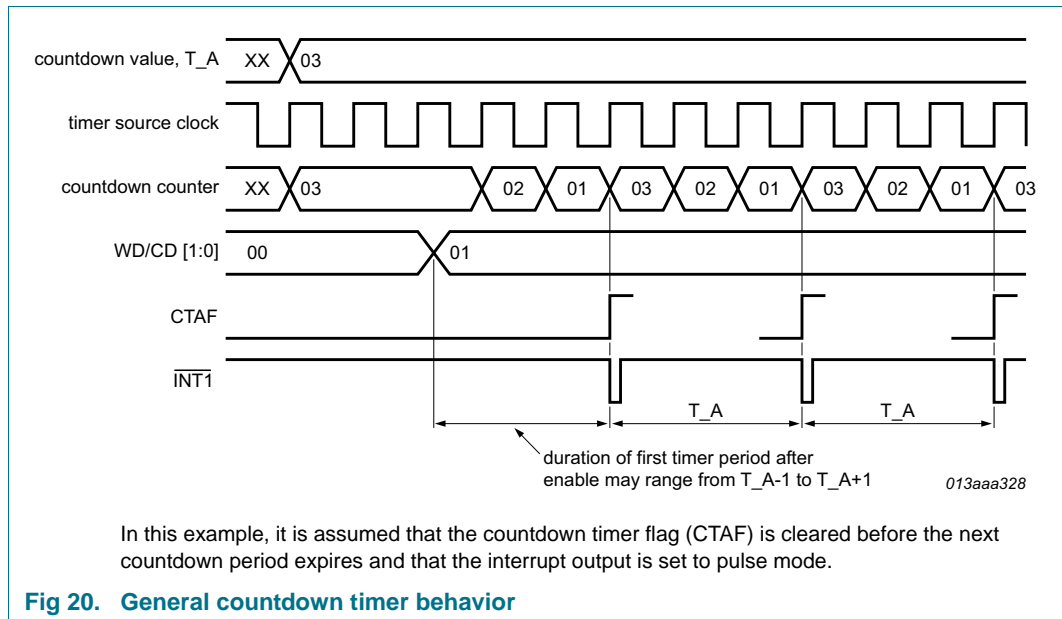 countdown value, T_A XX 03
timer source clock
countdown counter XX 03 02 01 03 02 01 03 02 01 03
WD/CD [1:0] 00 01
CTAF
INT1
T_A T_A
duration of first timer period after
enable may range from T_A-1 to T_A+1
013aaa328
In this example, it is assumed that the countdown timer flag (CTAF) is cleared before the next
countdown period expires and that the interrupt output is set to pulse mode.
Fig 20. General countdown timer behavior